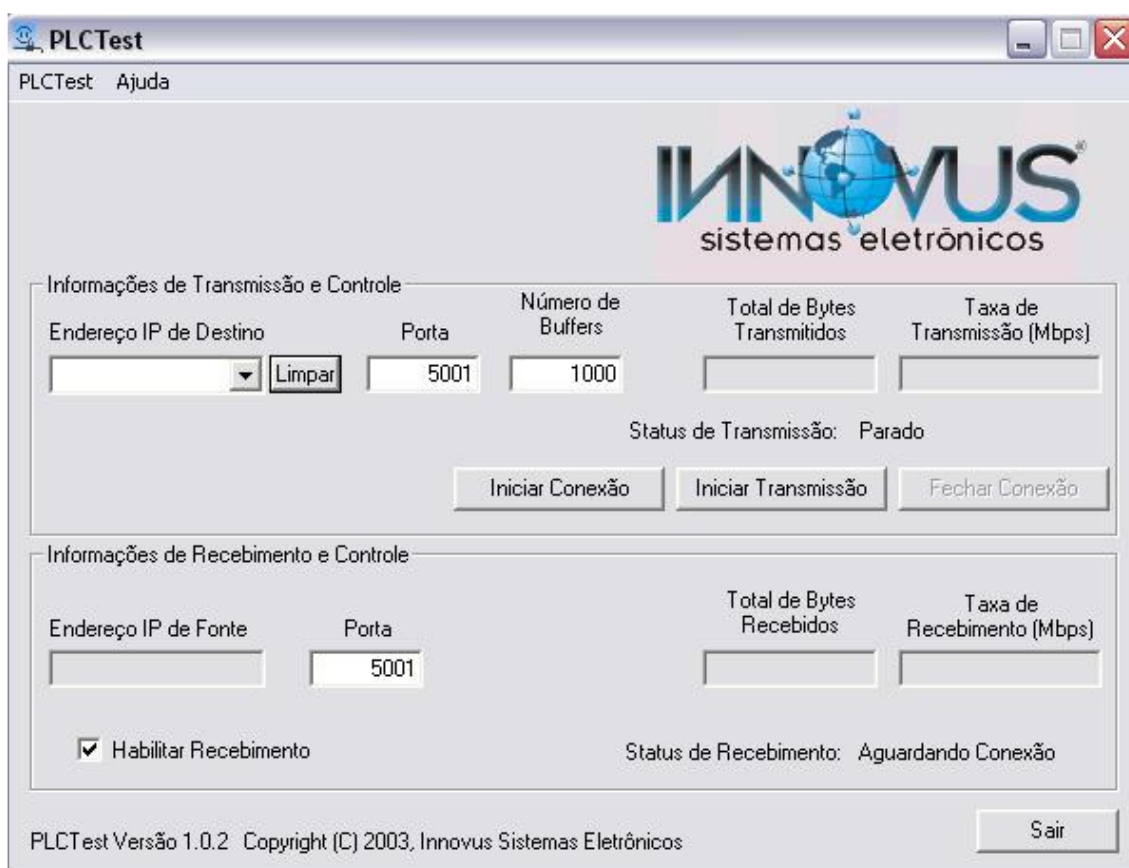 PLCTest
PLCTest Ajuda
INNOVUS®
sistemas eletrônicos
Informações de Transmissão e Controle
Endereço IP de Destino
Porta
Número de
Buffers
Total de Bytes
Transmitidos
Taxa de
Transmissão (Mbps)
Limpar
5001
1000
Status de Transmissão: Parado
Iniciar Conexão
Iniciar Transmissão
Fechar Conexão
Informações de Recebimento e Controle
Endereço IP de Fonte
Porta
Total de Bytes
Recebidos
Taxa de
Recebimento (Mbps)
5001
Habilitar Recebimento
Status de Recebimento: Aguardando Conexão
PLCTest Versão 1.0.2 Copyright (C) 2003, Innovus Sistemas Eletrônicos
Sair